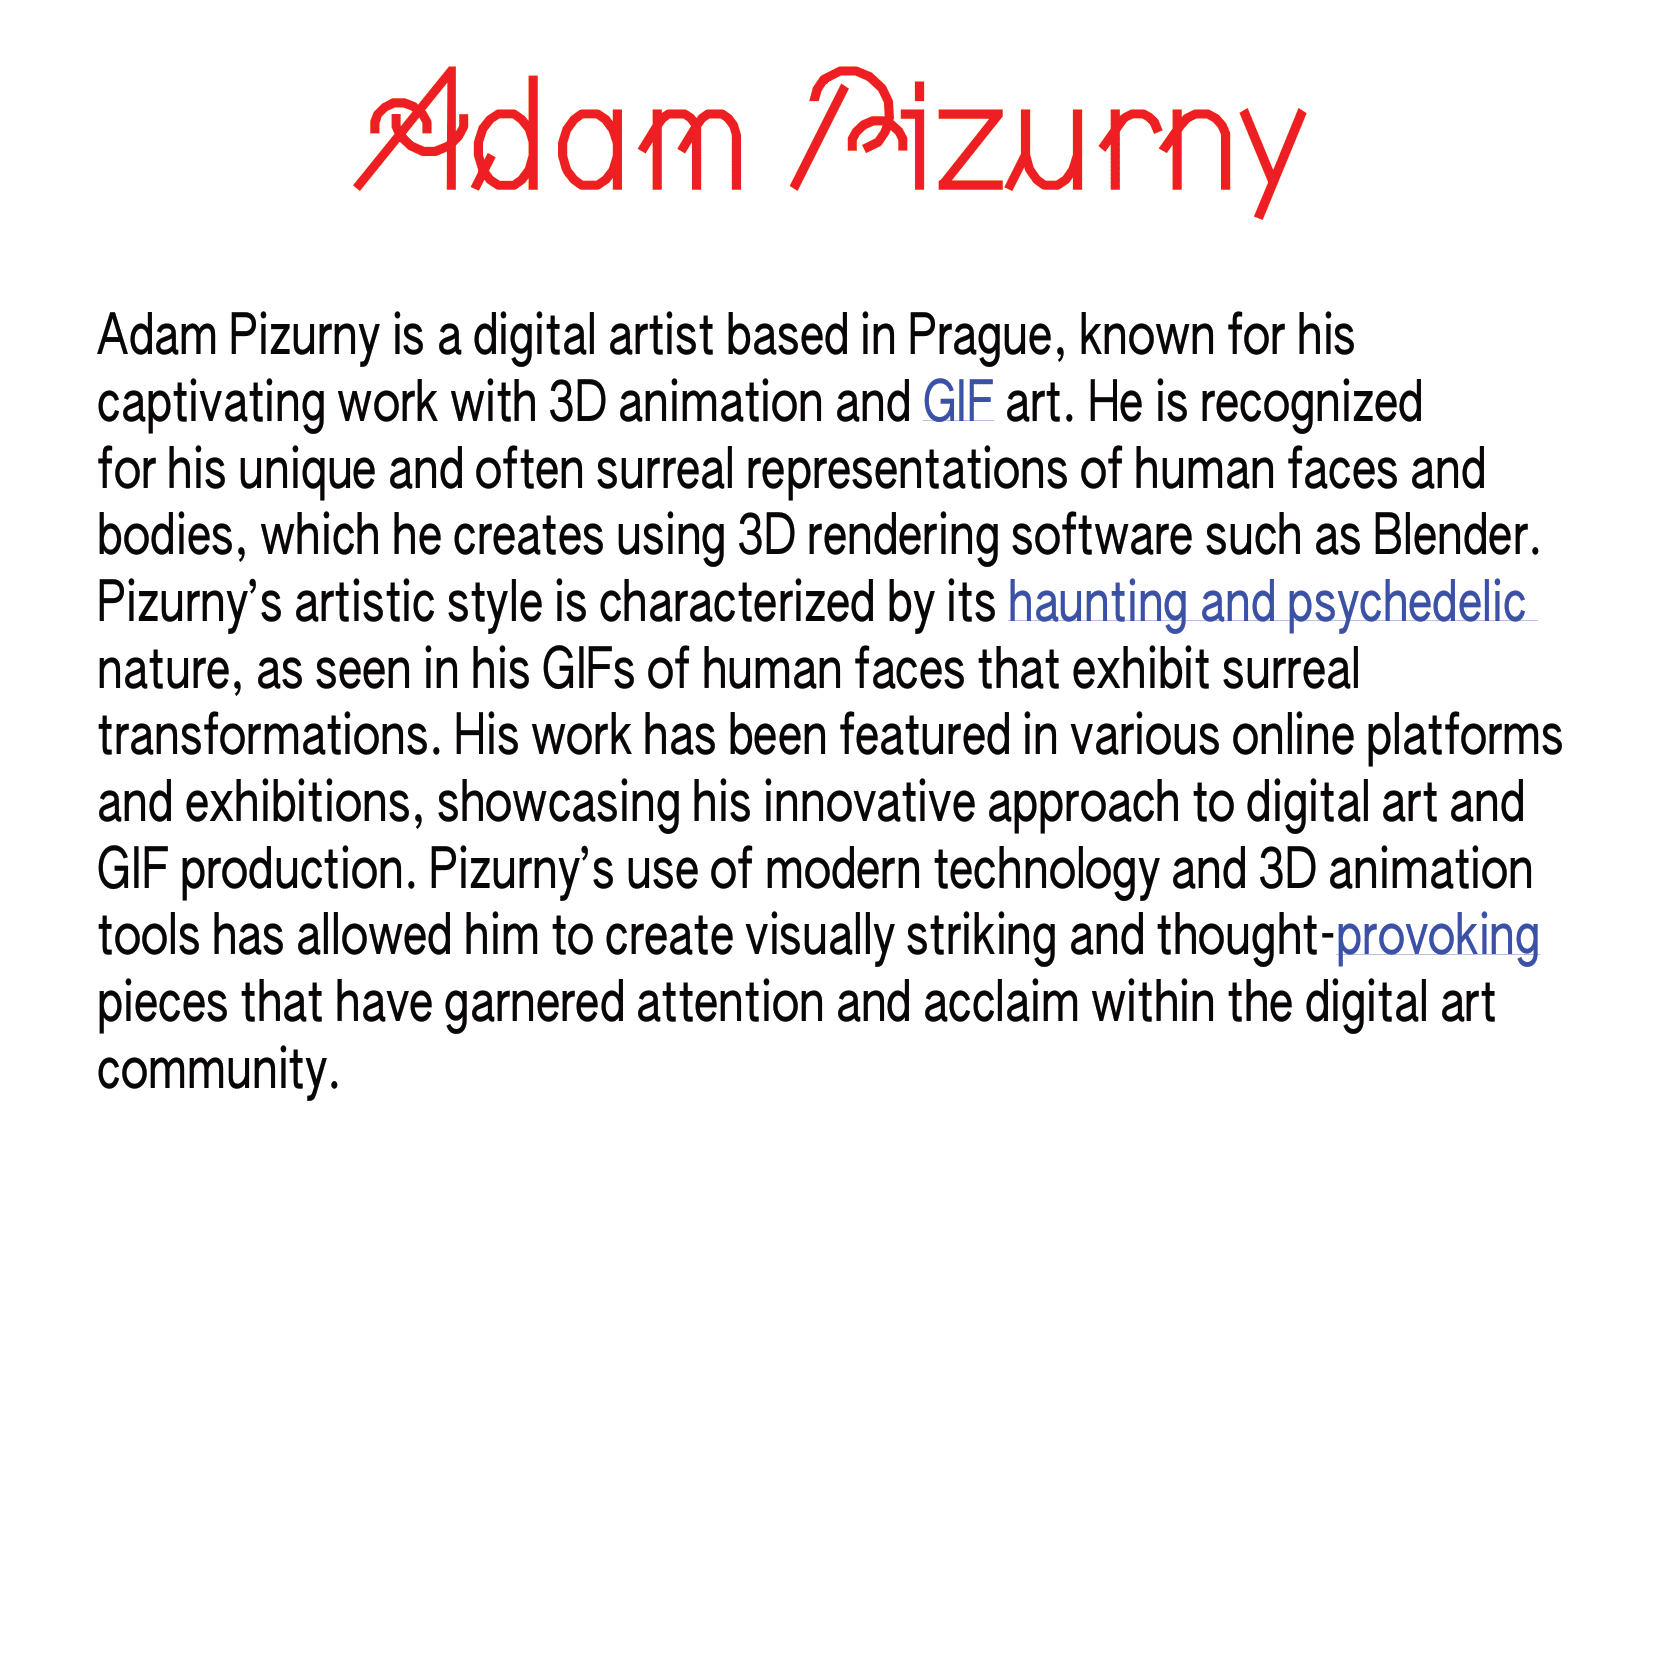 Adam Pizurny
Adam Pizurny is a digital artist based in Prague, known for his
captivating work with 3D animation and GIF art. He is recognized
for his unique and often surreal representations of human faces and
bodies, which he creates using 3D rendering software such as Blender.
Pizurny’s artistic style is characterized by its haunting and psychedelic
nature, as seen in his GIFs of human faces that exhibit surreal
transformations. His work has been featured in various online platforms
and exhibitions, showcasing his innovative approach to digital art and
GIF production. Pizurny’s use of modern technology and 3D animation
tools has allowed him to create visually striking and thought-provoking
pieces that have garnered attention and acclaim within the digital art
community.